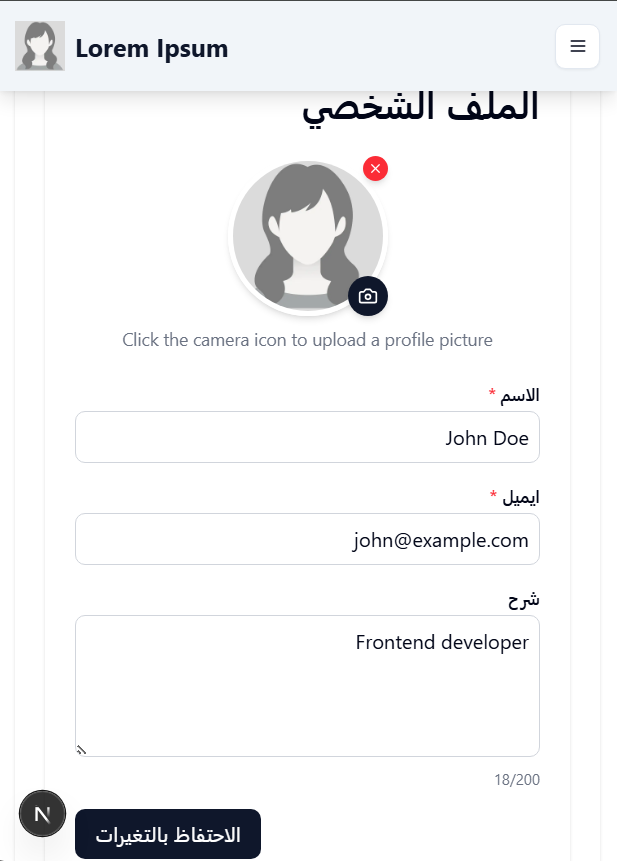 Lorem Ipsum
الملف الشخصي
Click the camera icon to upload a profile picture
الاسم *
John Doe
ايميل *
john@example.com
شرح
Frontend developer
18/200
N
الاحتفاظ بالتغيرات